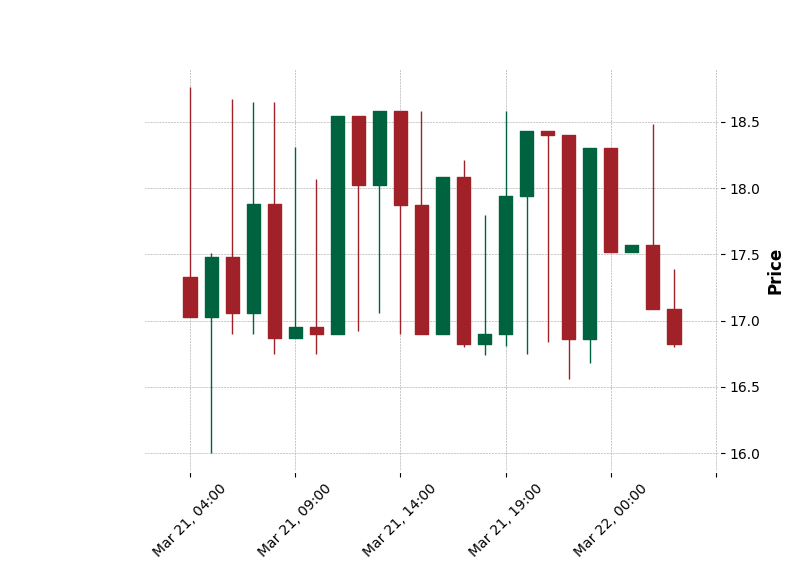 18.5
18.0
17.5
17.0
16.5
16.0
Price
Mar 21, 04:00
Mar 21, 09:00
Mar 21, 14:00
Mar 21, 19:00
Mar 22, 00:00